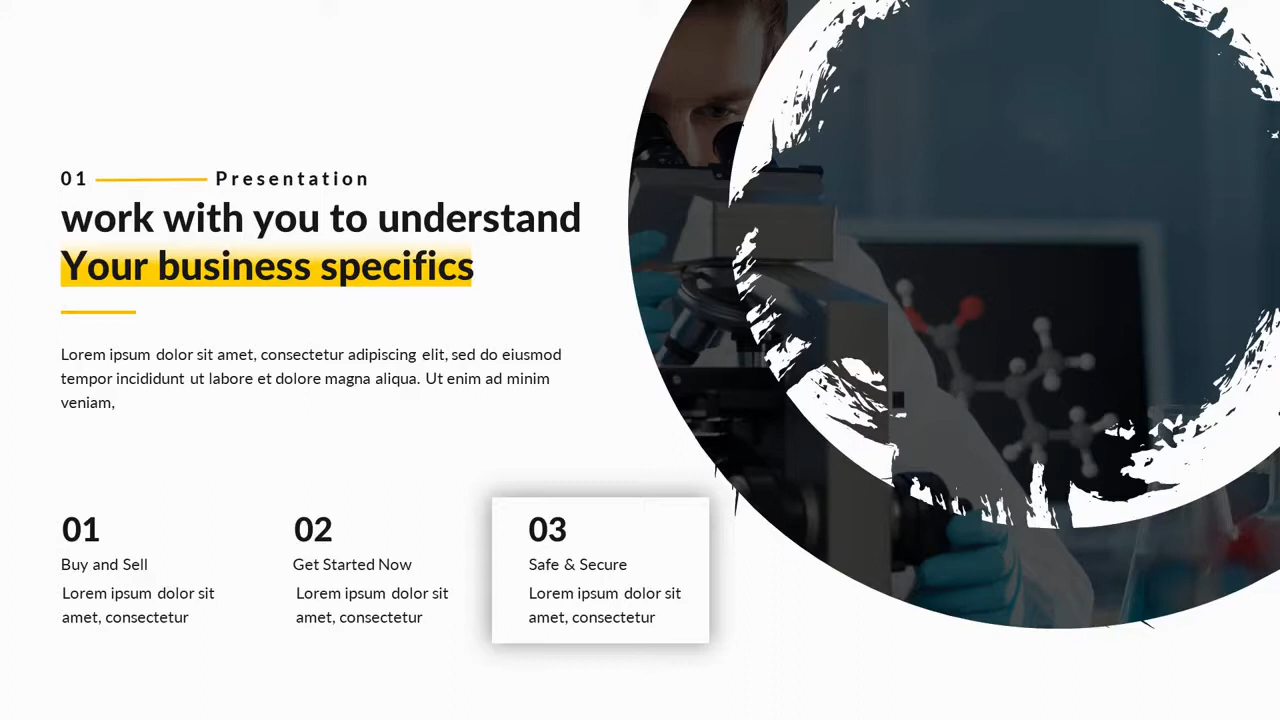 01 Presentation
work with you to understand
Your business specifics
Lorem ipsum dolor sit amet, consectetur adipiscing elit, sed do eiusmod
tempor incididunt ut labore et dolore magna aliqua. Ut enim ad minim
veniam,
01
Buy and Sell
Lorem ipsum dolor sit
amet, consectetur
02
Get Started Now
Lorem ipsum dolor sit
amet, consectetur
03
Safe & Secure
Lorem ipsum dolor sit
amet, consectetur